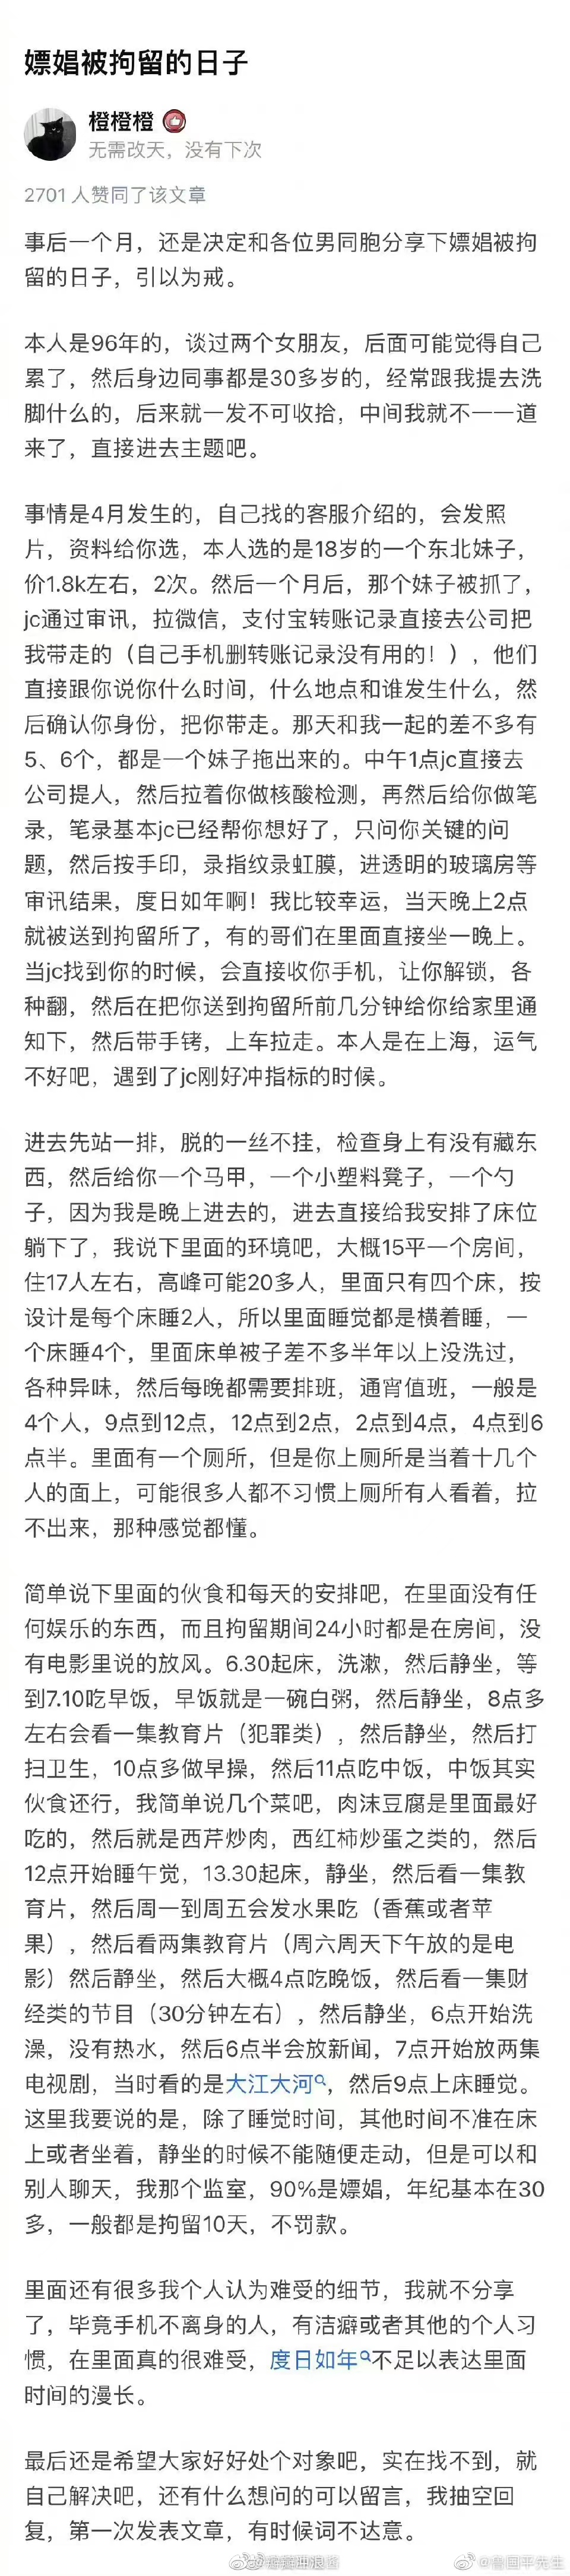 嫖娼被拘留的日子
橙橙橙
无需改天，没有下次
2701 人赞同了该文章
事后一个月，还是决定和各位男同胞分享下嫖娼被拘
留的日子，引以为戒。
本人是96年的，谈过两个女朋友，后面可能觉得自己
累了，然后身边同事都是30多岁的，经常跟我提去洗
脚什么的，后来就一发不可收拾，中间我就不一一道
来了，直接进去主题吧。
事情是4月发生的，自己找的客服介绍的，会发照
片，资料给你选，本人选的是18岁的一个东北妹子，
价1.8k左右，2次。然后一个月后，那个妹子被抓了，
jc通过审讯，拉微信，支付宝转账记录直接去公司把
我带走的（自己手机删转账记录没有用的！），他们
直接跟你说你什么时间，什么地点和谁发生什么，然
后确认你身份，把你带走。那天和我一起的差不多有
5、6个，都是一个妹子拖出来的。中午1点jc直接去
公司提人，然后拉着你做核酸检测，再然后给你做笔
录，笔录基本jc已经帮你想好了，只问你关键的问
题，然后按手印，录指纹录虹膜，进透明的玻璃房等
审讯结果，度日如年啊！我比较幸运，当天晚上2点
就被送到拘留所了，有的哥们在里面直接坐一晚上。
当jc找到你的时候，会直接收你手机，让你解锁，各
种翻，然后在把你送到拘留所前几分钟给你给家里通
知下，然后带手铐，上车拉走。本人是在上海，运气
不好吧，遇到了jc刚好冲指标的时候。
进去先站一排，脱的一丝不挂，检查身上有没有藏东
西，然后给你一个马甲，一个小塑料凳子，一个勺
子，因为我是晚上进去的，进去直接给我安排了床位
躺下了，我说下里面的环境吧，大概15平一个房间，
住17人左右，高峰可能20多人，里面只有四个床，按
设计是每个床睡2人，所以里面睡觉都是横着睡，一
个床睡4个，里面床单被子差不多半年以上没洗过，
各种异味，然后每晚都需要排班，通宵值班，一般是
4个人，9点到12点，12点到2点，2点到4点，4点到6
点半。里面有一个厕所，但是你上厕所是当着十几个
人的面上，可能很多人都不习惯上厕所有人看着，拉
不出来，那种感觉都懂。
简单说下里面的伙食和每天的安排吧，在里面没有任
何娱乐的东西，而且拘留期间24小时都是在房间，没
有电影里说的放风。6.30起床，洗漱，然后静坐，等
到7.10吃早饭，早饭就是一碗白粥，然后静坐，8点多
左右会看一集教育片（犯罪类），然后静坐，然后打
扫卫生，10点多做早操，然后11点吃中饭，中饭其实
伙食还行，我简单说几个菜吧，肉沫豆腐是里面最好
吃的，然后就是西芹炒肉，西红柿炒蛋之类的，然后
12点开始睡午觉，13.30起床，静坐，然后看一集教
育片，然后周一到周五会发水果吃（香蕉或者苹
果），然后看两集教育片（周六周天下午放的是电
影）然后静坐，然后大概4点吃晚饭，然后看一集财
经类的节目（30分钟左右），然后静坐，6点开始洗
澡，没有热水，然后6点半会放新闻，7点开始放两集
电视剧，当时看的是大江大河，然后9点上床睡觉。
这里我要说的是，除了睡觉时间，其他时间不准在床
上或者坐着，静坐的时候不能随便走动，但是可以和
别人聊天，我那个监室，90%是嫖娼，年纪基本在30
多，一般都是拘留10天，不罚款。
里面还有很多我个人认为难受的细节，我就不分享
了，毕竟手机不离身的人，有洁癖或者其他的个人习
惯，在里面真的很难受，度日如年不足以表达里面
时间的漫长。
最后还是希望大家好好处个对象吧，实在找不到，就
自己解决吧，还有什么想问的可以留言，我抽空回
复，第一次发表文章，有时候词不达意。
@鲁国平先生